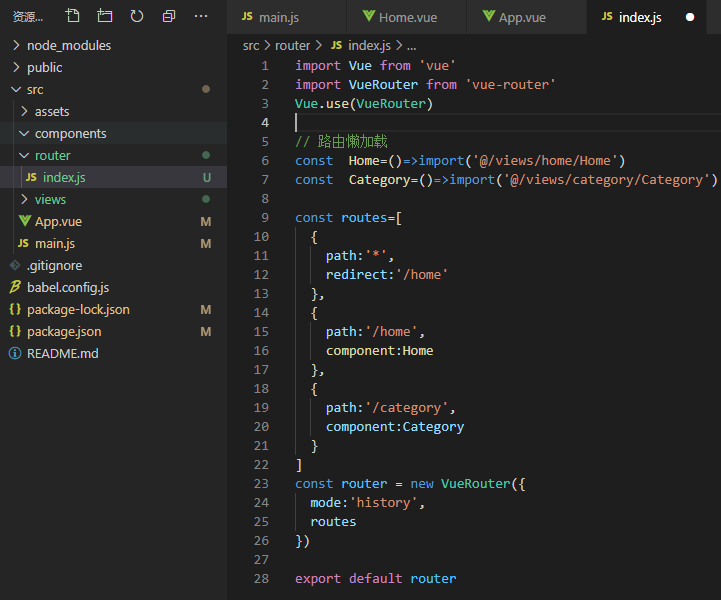 资源...
node_modules
public
src
assets
components
router
JS index.js U
views
App.vue M
JS main.js M
.gitignore
babel.config.js
{} package-lock.json M
{} package.json M
README.md
JS main.js
Home.vue
App.vue
JS index.js
src > router > JS index.js > ...
1 import Vue from 'vue'
2 import VueRouter from 'vue-router'
3 Vue.use(VueRouter)
4
5 // 路由懒加载
6 const  Home=()=>import('@/views/home/Home')
7 const  Category=()=>import('@/views/category/Category')
8
9 const routes=[
10   {
11     path:'*',
12     redirect:'/home'
13   },
14   {
15     path:'/home',
16     component:Home
17   },
18   {
19     path:'/category',
20     component:Category
21   }
22 ]
23 const router = new VueRouter({
24   mode:'history',
25   routes
26 })
27
28 export default router